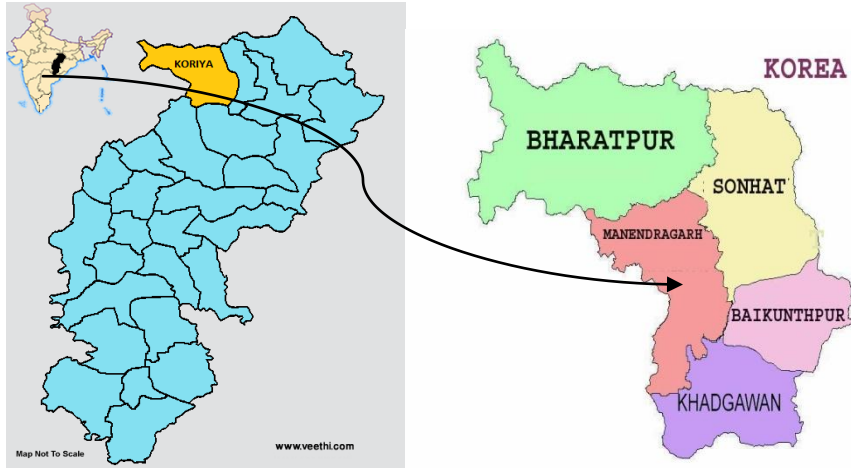 KORIYA
Map Not To Scale
www.veethi.com
KOREA
BHARATPUR
SONHAT
MANENDRAGARH
BAIKUNTHPUR
KHADGAWAN